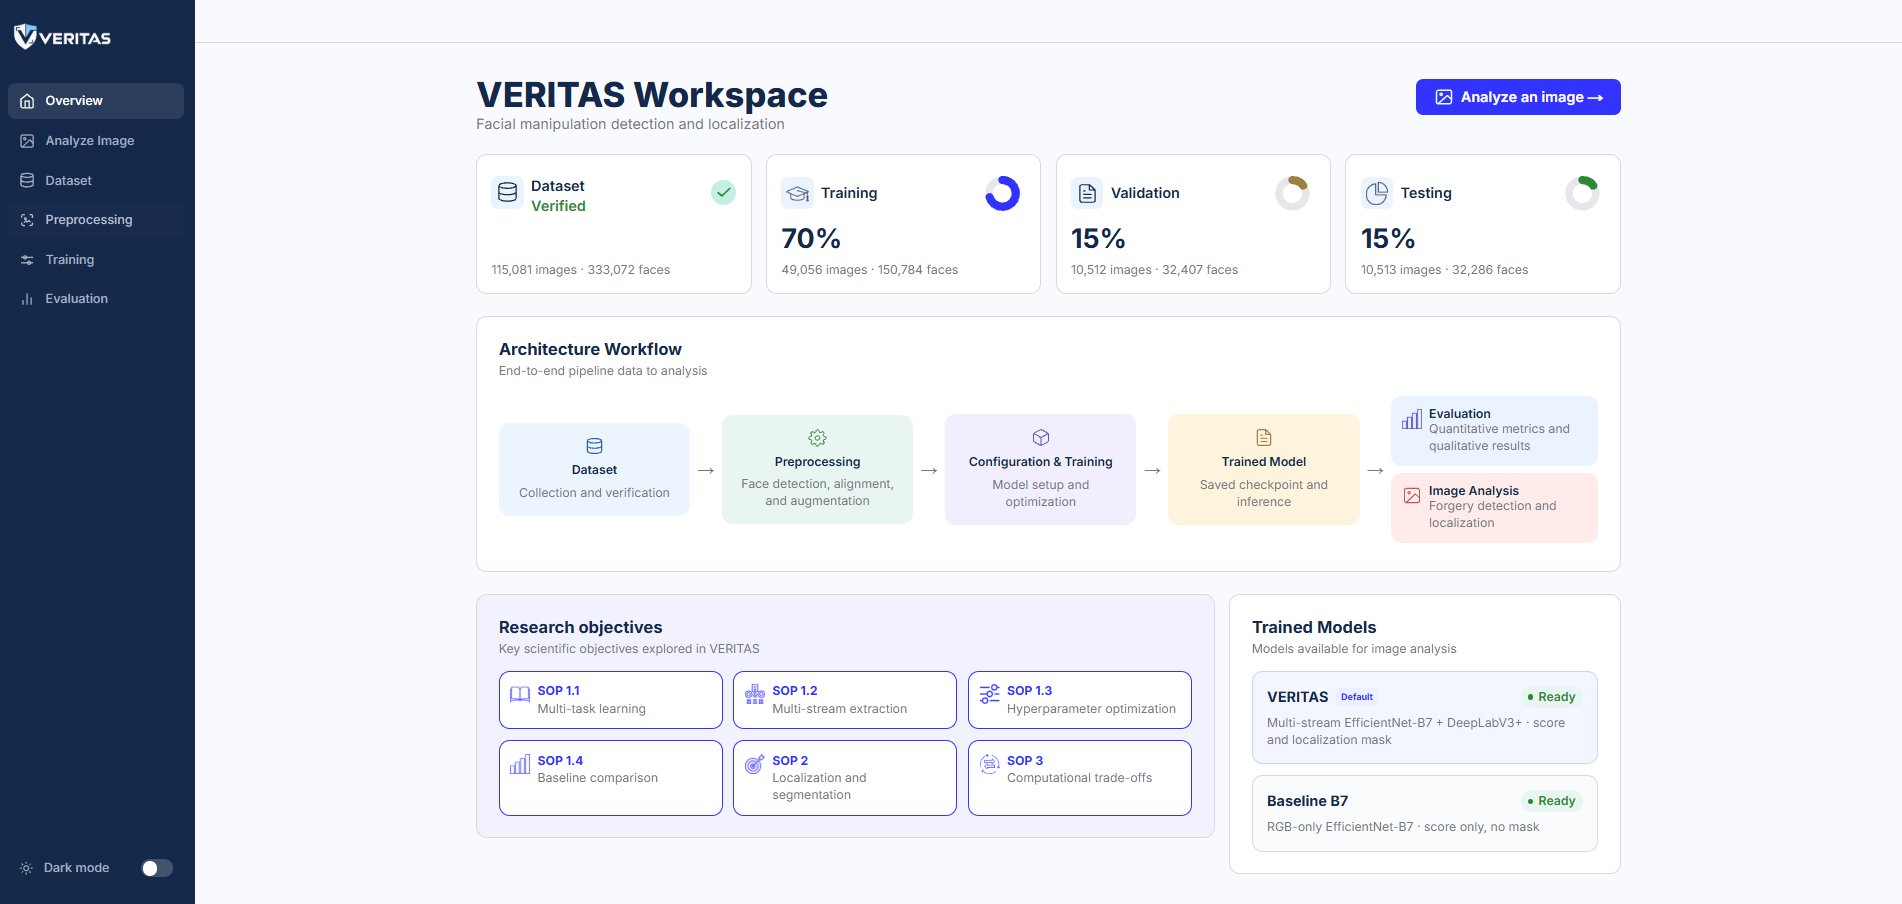 VERITAS
Overview
Analyze Image
Dataset
Preprocessing
Training
Evaluation
Dark mode
VERITAS Workspace
Facial manipulation detection and localization
Analyze an image →
Dataset
Verified
115,081 images · 333,072 faces
Training
70%
49,056 images · 150,784 faces
Validation
15%
10,512 images · 32,407 faces
Testing
15%
10,513 images · 32,286 faces
Architecture Workflow
End-to-end pipeline data to analysis
Dataset
Collection and verification
→
Preprocessing
Face detection, alignment,
and augmentation
→
Configuration & Training
Model setup and
optimization
→
Trained Model
Saved checkpoint and
inference
→
Evaluation
Quantitative metrics and
qualitative results
Image Analysis
Forgery detection and
localization
Research objectives
Key scientific objectives explored in VERITAS
SOP 1.1
Multi-task learning
SOP 1.2
Multi-stream extraction
SOP 1.3
Hyperparameter optimization
SOP 1.4
Baseline comparison
SOP 2
Localization and
segmentation
SOP 3
Computational trade-offs
Trained Models
Models available for image analysis
VERITAS Default • Ready
Multi-stream EfficientNet-B7 + DeepLabV3+ · score
and localization mask
Baseline B7 • Ready
RGB-only EfficientNet-B7 · score only, no mask